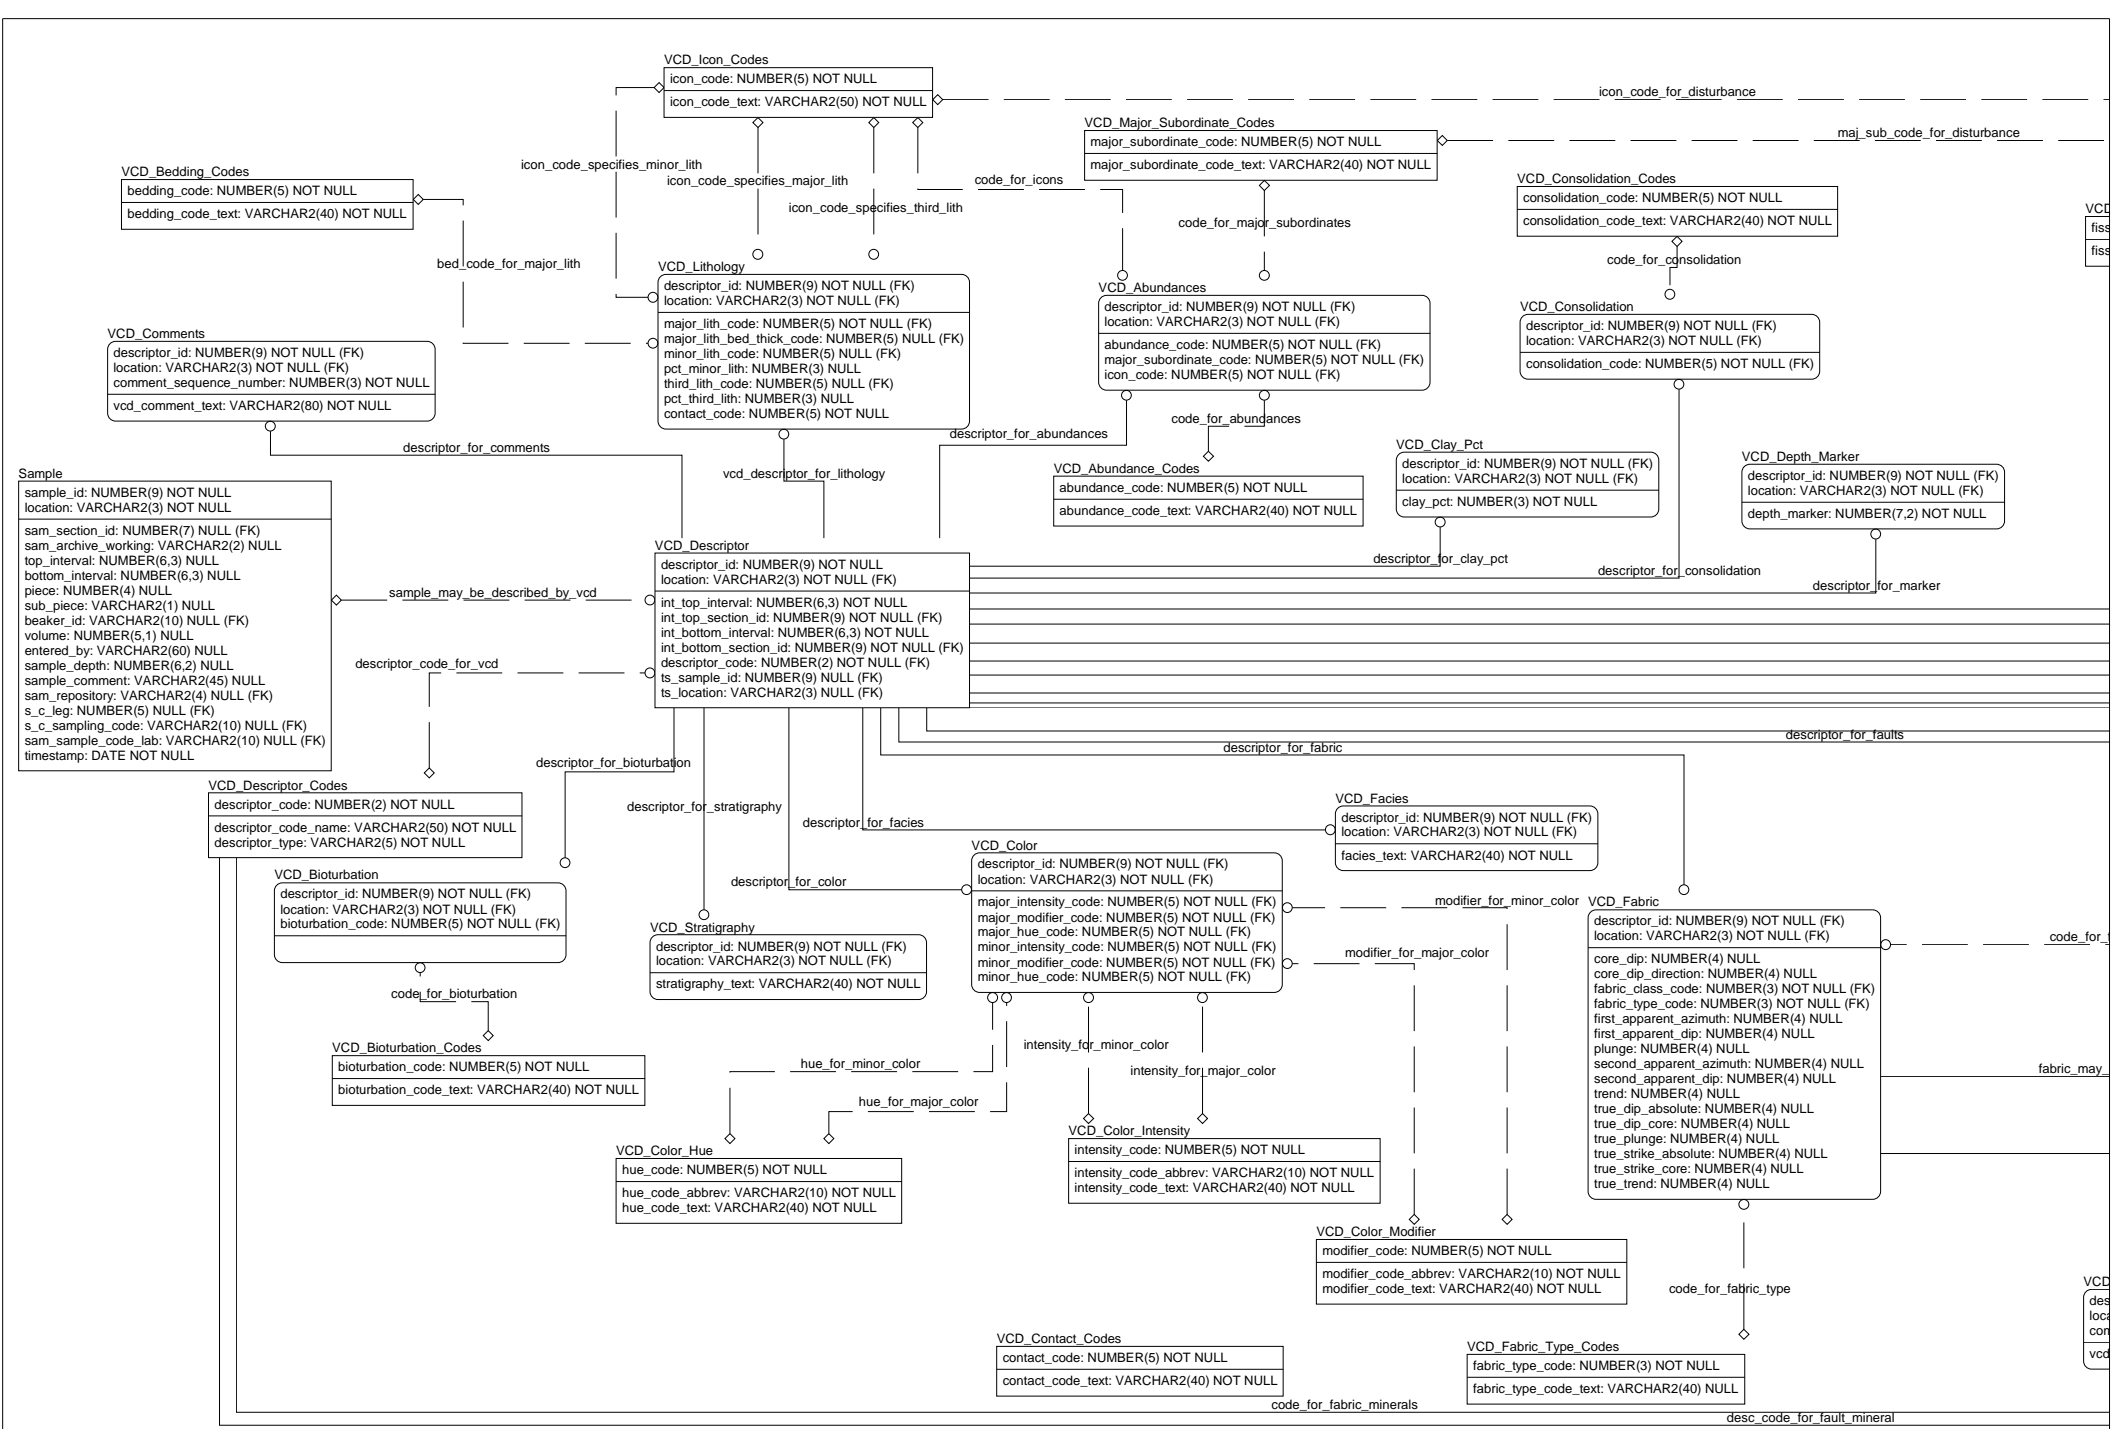 VCD_Icon_Codes
icon_code: NUMBER(5) NOT NULL
icon_code_text: VARCHAR2(50) NOT NULL
icon_code_for_disturbance
VCD_Major_Subordinate_Codes
major_subordinate_code: NUMBER(5) NOT NULL
major_subordinate_code_text: VARCHAR2(40) NOT NULL
maj_sub_code_for_disturbance
icon_code_specifies_minor_lith
icon_code_specifies_major_lith
icon_code_specifies_third_lith
code_for_icons
code_for_major_subordinates
VCD_Bedding_Codes
bedding_code: NUMBER(5) NOT NULL
bedding_code_text: VARCHAR2(40) NOT NULL
bed_code_for_major_lith
VCD_Consolidation_Codes
consolidation_code: NUMBER(5) NOT NULL
consolidation_code_text: VARCHAR2(40) NOT NULL
code_for_consolidation
VCD
fiss
fiss
VCD_Lithology
descriptor_id: NUMBER(9) NOT NULL (FK)
location: VARCHAR2(3) NOT NULL (FK)
major_lith_code: NUMBER(5) NOT NULL (FK)
major_lith_bed_thick_code: NUMBER(5) NULL (FK)
minor_lith_code: NUMBER(5) NULL (FK)
pct_minor_lith: NUMBER(3) NULL
third_lith_code: NUMBER(5) NULL (FK)
pct_third_lith: NUMBER(3) NULL
contact_code: NUMBER(5) NOT NULL
VCD_Abundances
descriptor_id: NUMBER(9) NOT NULL (FK)
location: VARCHAR2(3) NOT NULL (FK)
abundance_code: NUMBER(5) NOT NULL (FK)
major_subordinate_code: NUMBER(5) NOT NULL (FK)
icon_code: NUMBER(5) NOT NULL (FK)
VCD_Consolidation
descriptor_id: NUMBER(9) NOT NULL (FK)
location: VARCHAR2(3) NOT NULL (FK)
consolidation_code: NUMBER(5) NOT NULL (FK)
VCD_Comments
descriptor_id: NUMBER(9) NOT NULL (FK)
location: VARCHAR2(3) NOT NULL (FK)
comment_sequence_number: NUMBER(3) NOT NULL
vcd_comment_text: VARCHAR2(80) NOT NULL
descriptor_for_comments
vcd_descriptor_for_lithology
descriptor_for_abundances
code_for_abundances
VCD_Abundance_Codes
abundance_code: NUMBER(5) NOT NULL
abundance_code_text: VARCHAR2(40) NOT NULL
VCD_Clay_Pct
descriptor_id: NUMBER(9) NOT NULL (FK)
location: VARCHAR2(3) NOT NULL (FK)
clay_pct: NUMBER(3) NOT NULL
VCD_Depth_Marker
descriptor_id: NUMBER(9) NOT NULL (FK)
location: VARCHAR2(3) NOT NULL (FK)
depth_marker: NUMBER(7,2) NOT NULL
descriptor_for_clay_pct
descriptor_for_consolidation
descriptor_for_marker
Sample
sample_id: NUMBER(9) NOT NULL
location: VARCHAR2(3) NOT NULL
sam_section_id: NUMBER(7) NULL (FK)
sam_archive_working: VARCHAR2(2) NULL
top_interval: NUMBER(6,3) NULL
bottom_interval: NUMBER(6,3) NULL
piece: NUMBER(4) NULL
sub_piece: VARCHAR2(1) NULL
beaker_id: VARCHAR2(10) NULL (FK)
volume: NUMBER(5,1) NULL
entered_by: VARCHAR2(60) NULL
sample_depth: NUMBER(6,2) NULL
sample_comment: VARCHAR2(45) NULL
sam_repository: VARCHAR2(4) NULL (FK)
s_c_leg: NUMBER(5) NULL (FK)
s_c_sampling_code: VARCHAR2(10) NULL (FK)
sam_sample_code_lab: VARCHAR2(10) NULL (FK)
timestamp: DATE NOT NULL
sample_may_be_described_by_vcd
descriptor_code_for_vcd
VCD_Descriptor
descriptor_id: NUMBER(9) NOT NULL
location: VARCHAR2(3) NOT NULL (FK)
int_top_interval: NUMBER(6,3) NOT NULL
int_top_section_id: NUMBER(9) NOT NULL (FK)
int_bottom_interval: NUMBER(6,3) NOT NULL
int_bottom_section_id: NUMBER(9) NOT NULL (FK)
descriptor_code: NUMBER(2) NOT NULL (FK)
ts_sample_id: NUMBER(9) NULL (FK)
ts_location: VARCHAR2(3) NULL (FK)
descriptor_for_faults
descriptor_for_fabric
descriptor_for_bioturbation
descriptor_for_stratigraphy
descriptor_for_facies
descriptor_for_color
VCD_Descriptor_Codes
descriptor_code: NUMBER(2) NOT NULL
descriptor_code_name: VARCHAR2(50) NOT NULL
descriptor_type: VARCHAR2(5) NOT NULL
VCD_Facies
descriptor_id: NUMBER(9) NOT NULL (FK)
location: VARCHAR2(3) NOT NULL (FK)
facies_text: VARCHAR2(40) NOT NULL
VCD_Bioturbation
descriptor_id: NUMBER(9) NOT NULL (FK)
location: VARCHAR2(3) NOT NULL (FK)
bioturbation_code: NUMBER(5) NOT NULL (FK)
code_for_bioturbation
VCD_Bioturbation_Codes
bioturbation_code: NUMBER(5) NOT NULL
bioturbation_code_text: VARCHAR2(40) NOT NULL
VCD_Stratigraphy
descriptor_id: NUMBER(9) NOT NULL (FK)
location: VARCHAR2(3) NOT NULL (FK)
stratigraphy_text: VARCHAR2(40) NOT NULL
VCD_Color
descriptor_id: NUMBER(9) NOT NULL (FK)
location: VARCHAR2(3) NOT NULL (FK)
major_intensity_code: NUMBER(5) NOT NULL (FK)
major_modifier_code: NUMBER(5) NOT NULL (FK)
major_hue_code: NUMBER(5) NOT NULL (FK)
minor_intensity_code: NUMBER(5) NOT NULL (FK)
minor_modifier_code: NUMBER(5) NOT NULL (FK)
minor_hue_code: NUMBER(5) NOT NULL (FK)
modifier_for_minor_color
modifier_for_major_color
intensity_for_minor_color
intensity_for_major_color
hue_for_minor_color
hue_for_major_color
VCD_Fabric
descriptor_id: NUMBER(9) NOT NULL (FK)
location: VARCHAR2(3) NOT NULL (FK)
core_dip: NUMBER(4) NULL
core_dip_direction: NUMBER(4) NULL
fabric_class_code: NUMBER(3) NOT NULL (FK)
fabric_type_code: NUMBER(3) NOT NULL (FK)
first_apparent_azimuth: NUMBER(4) NULL
first_apparent_dip: NUMBER(4) NULL
plunge: NUMBER(4) NULL
second_apparent_azimuth: NUMBER(4) NULL
second_apparent_dip: NUMBER(4) NULL
trend: NUMBER(4) NULL
true_dip_absolute: NUMBER(4) NULL
true_dip_core: NUMBER(4) NULL
true_plunge: NUMBER(4) NULL
true_strike_absolute: NUMBER(4) NULL
true_strike_core: NUMBER(4) NULL
true_trend: NUMBER(4) NULL
code_for_
fabric_may_
VCD_Color_Hue
hue_code: NUMBER(5) NOT NULL
hue_code_abbrev: VARCHAR2(10) NOT NULL
hue_code_text: VARCHAR2(40) NOT NULL
VCD_Color_Intensity
intensity_code: NUMBER(5) NOT NULL
intensity_code_abbrev: VARCHAR2(10) NOT NULL
intensity_code_text: VARCHAR2(40) NOT NULL
VCD_Color_Modifier
modifier_code: NUMBER(5) NOT NULL
modifier_code_abbrev: VARCHAR2(10) NOT NULL
modifier_code_text: VARCHAR2(40) NOT NULL
code_for_fabric_type
VCD
des
loca
com
vcd
VCD_Contact_Codes
contact_code: NUMBER(5) NOT NULL
contact_code_text: VARCHAR2(40) NOT NULL
VCD_Fabric_Type_Codes
fabric_type_code: NUMBER(3) NOT NULL
fabric_type_code_text: VARCHAR2(40) NULL
code_for_fabric_minerals
desc_code_for_fault_mineral